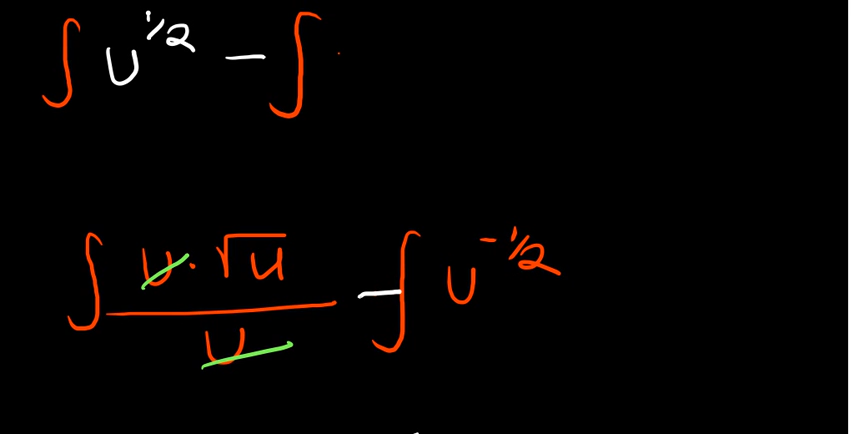 ∫ u^1/2 - ∫
∫ u·√u / u - ∫ u^-1/2